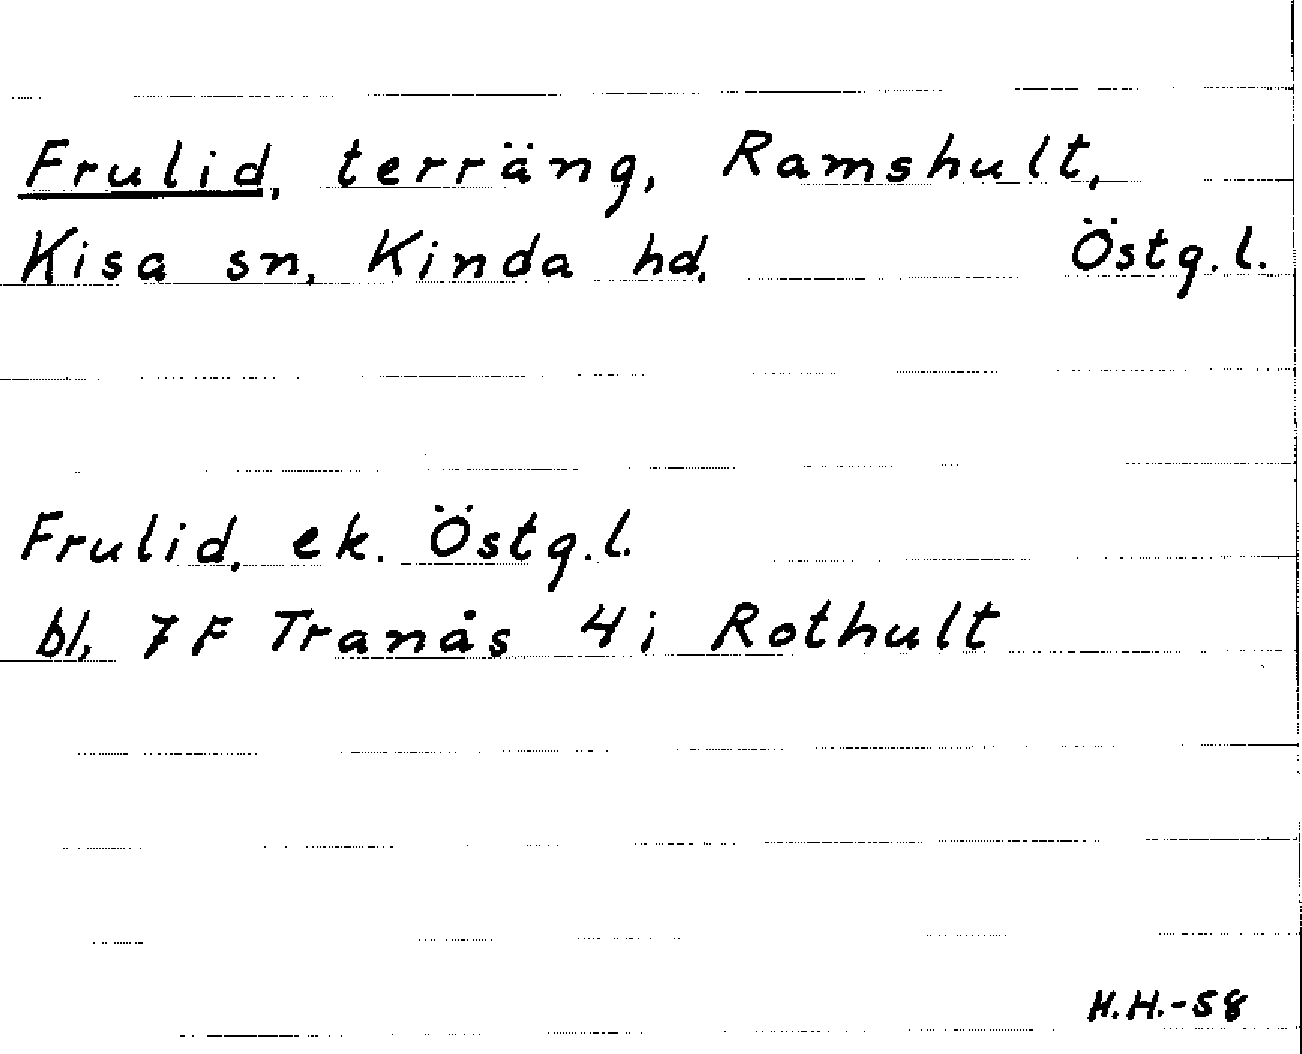 Frulid, terräng, Ramshult,
Kisa sn, Kinda hd. Östg.l.
Frulid, ek. Östg.l.
bl, 7F Tranås 4i Rothult
H.H.-58